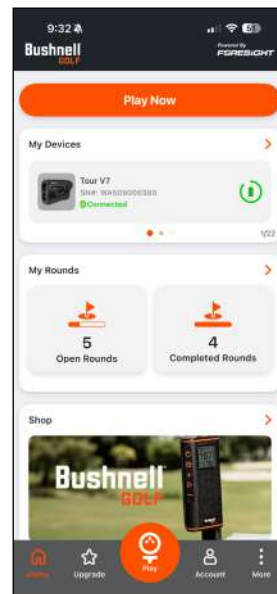 9:32
51
Bushnell
GOLF
Powered By
FORESIGHT
Play Now
My Devices
Tour V7
Connected
1/22
My Rounds
5
Open Rounds
4
Completed Rounds
Shop
Bushnell
GOLF
Home
Upgrade
Play
Account
More